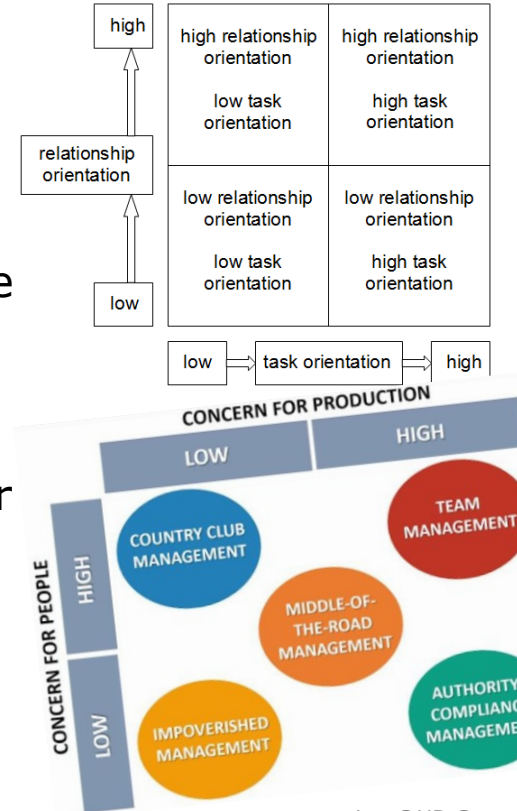 high
relationship
orientation
low
high relationship
orientation
low task
orientation
high relationship
orientation
high task
orientation
low relationship
orientation
low task
orientation
low relationship
orientation
high task
orientation
low
task orientation
high
e
r
CONCERN FOR PRODUCTION
LOW
HIGH
CONCERN FOR PEOPLE
HIGH
LOW
COUNTRY CLUB
MANAGEMENT
TEAM
MANAGEMENT
MIDDLE-OF-
THE-ROAD
MANAGEMENT
IMPOVERISHED
MANAGEMENT
AUTHORITY
COMPLIANC
MANAGEME